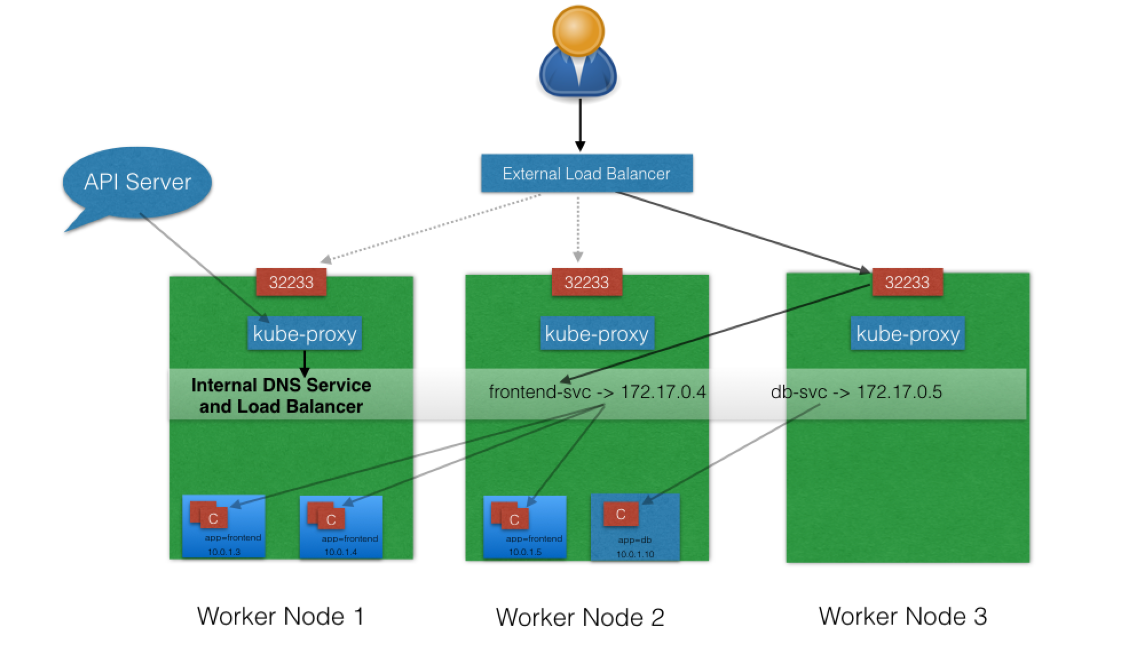 External Load Balancer
API Server
32233
32233
32233
kube-proxy
kube-proxy
kube-proxy
Internal DNS Service
and Load Balancer
frontend-svc -> 172.17.0.4
db-svc -> 172.17.0.5
C
app=frontend
10.0.1.3
C
app=frontend
10.0.1.4
C
app=frontend
10.0.1.5
C
app=db
10.0.1.10
Worker Node 1
Worker Node 2
Worker Node 3